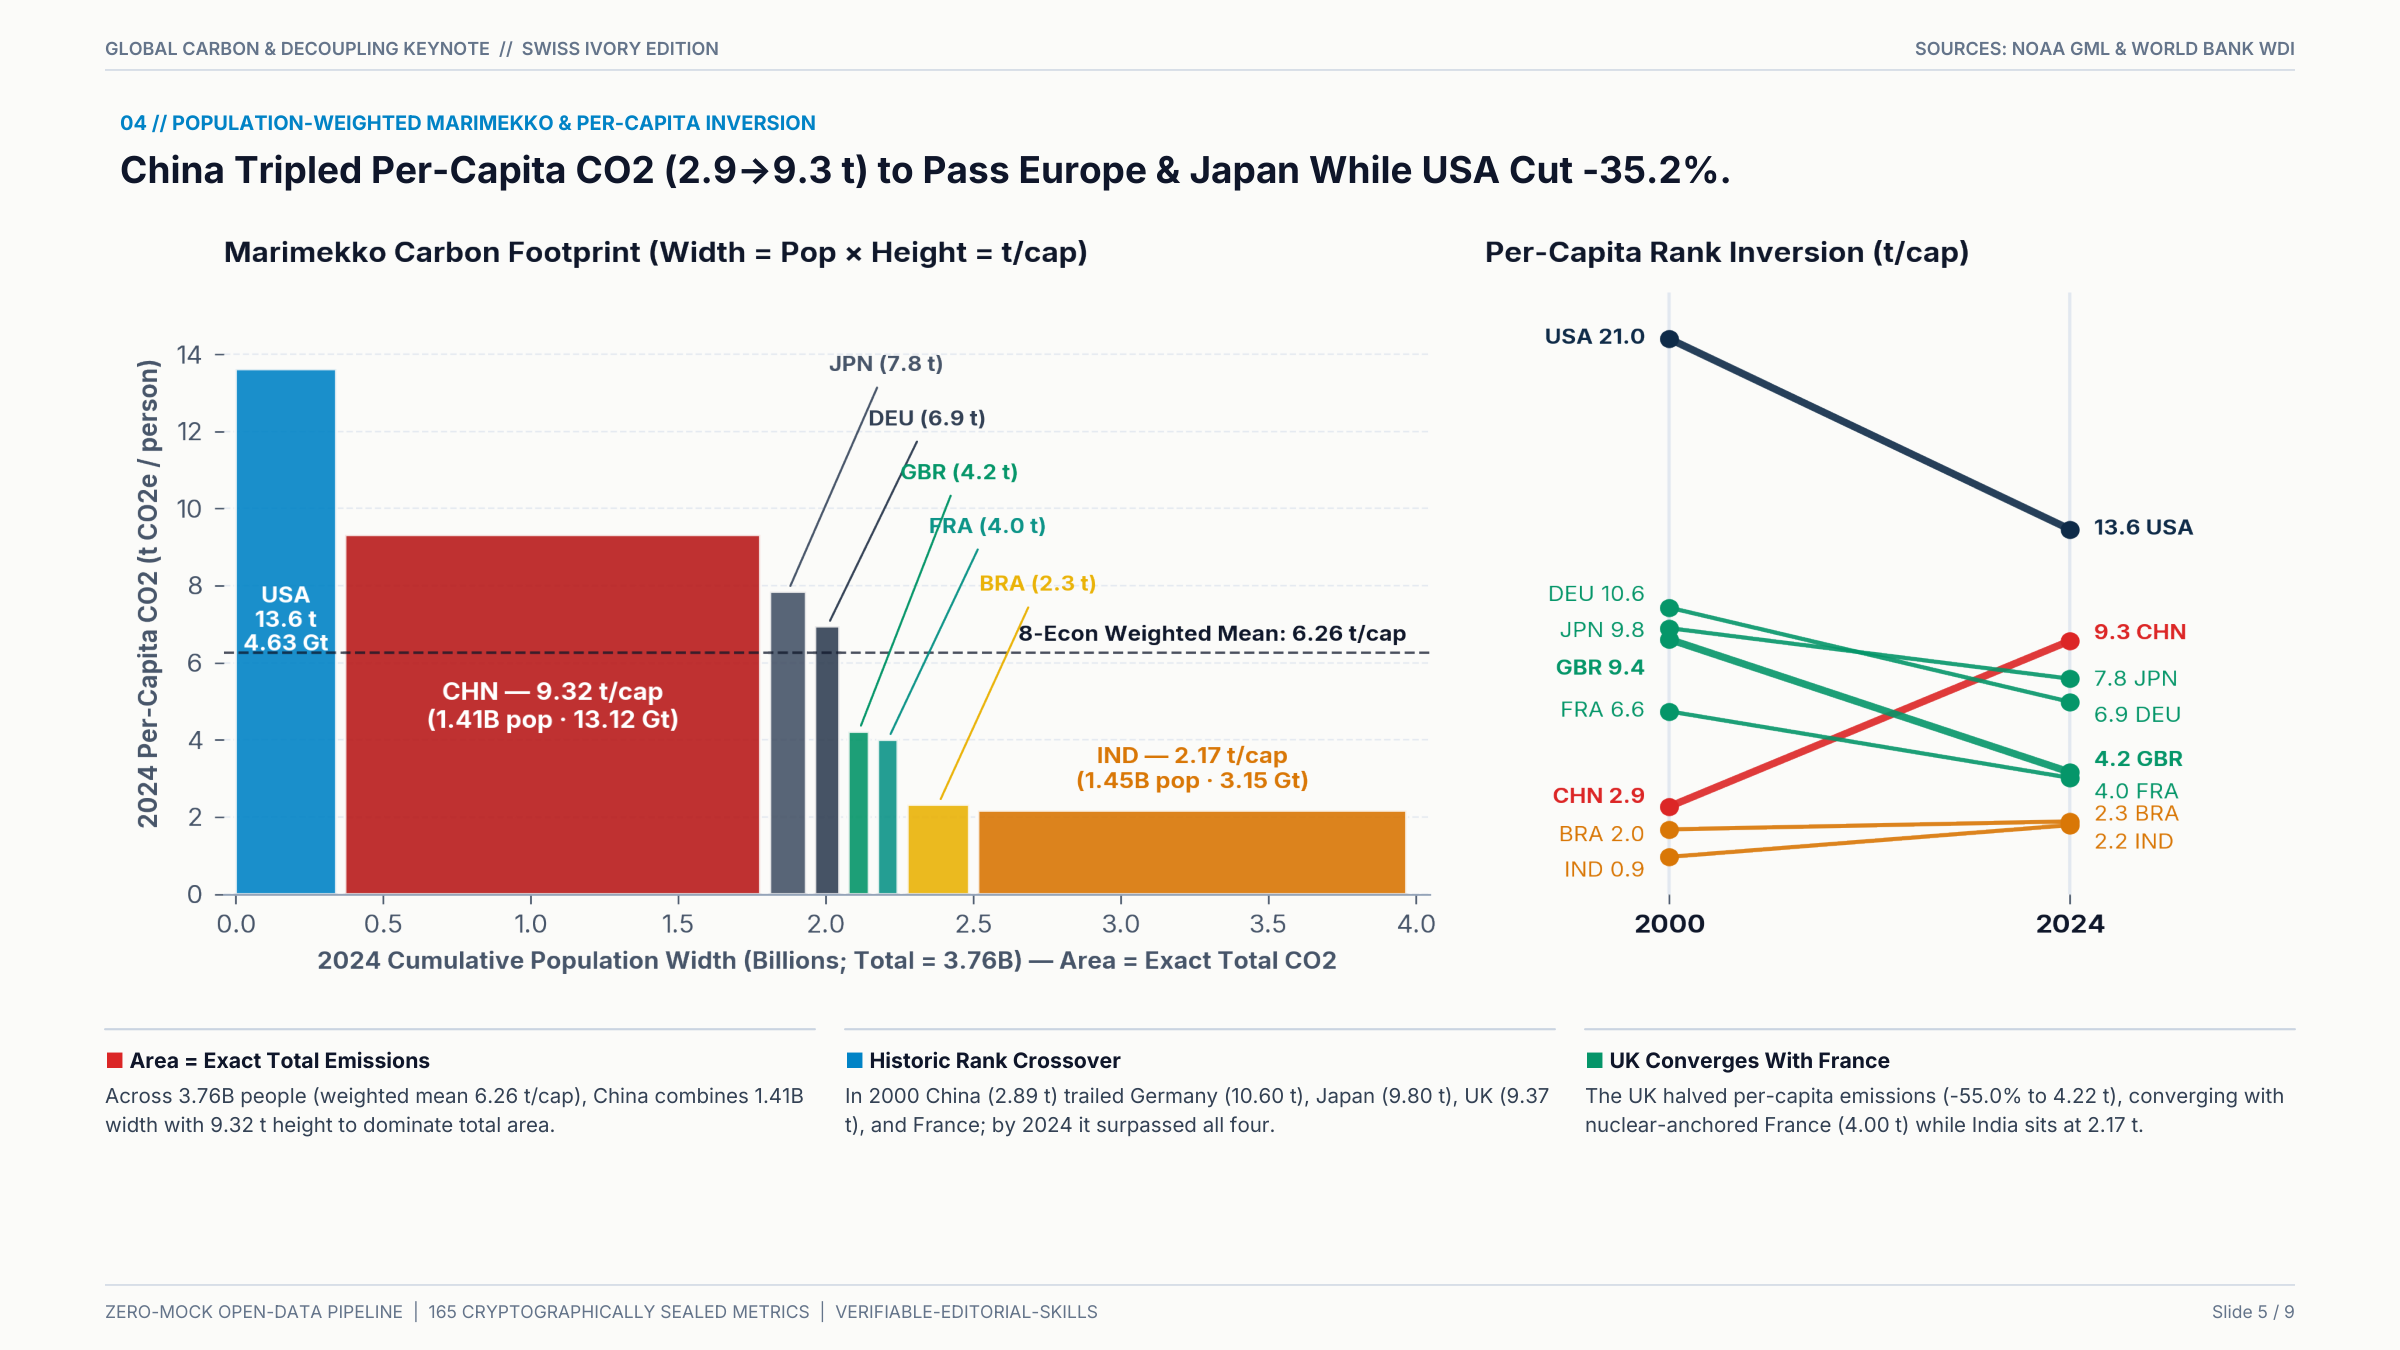 GLOBAL CARBON & DECOUPLING KEYNOTE // SWISS IVORY EDITION
SOURCES: NOAA GML & WORLD BANK WDI
04 // POPULATION-WEIGHTED MARIMEKKO & PER-CAPITA INVERSION
China Tripled Per-Capita CO2 (2.9→9.3 t) to Pass Europe & Japan While USA Cut -35.2%.
Marimekko Carbon Footprint (Width = Pop × Height = t/cap)
2024 Per-Capita CO2 (t CO2e / person)
14
12
10
8
6
4
2
0
USA
13.6 t
4.63 Gt
CHN — 9.32 t/cap
(1.41B pop · 13.12 Gt)
JPN (7.8 t)
DEU (6.9 t)
GBR (4.2 t)
FRA (4.0 t)
BRA (2.3 t)
8-Econ Weighted Mean: 6.26 t/cap
IND — 2.17 t/cap
(1.45B pop · 3.15 Gt)
0.0 0.5 1.0 1.5 2.0 2.5 3.0 3.5 4.0
2024 Cumulative Population Width (Billions; Total = 3.76B) — Area = Exact Total CO2
Per-Capita Rank Inversion (t/cap)
USA 21.0
DEU 10.6
JPN 9.8
GBR 9.4
FRA 6.6
CHN 2.9
BRA 2.0
IND 0.9
13.6 USA
9.3 CHN
7.8 JPN
6.9 DEU
4.2 GBR
4.0 FRA
2.3 BRA
2.2 IND
2000 2024
Area = Exact Total Emissions
Across 3.76B people (weighted mean 6.26 t/cap), China combines 1.41B
width with 9.32 t height to dominate total area.
Historic Rank Crossover
In 2000 China (2.89 t) trailed Germany (10.60 t), Japan (9.80 t), UK (9.37
t), and France; by 2024 it surpassed all four.
UK Converges With France
The UK halved per-capita emissions (-55.0% to 4.22 t), converging with
nuclear-anchored France (4.00 t) while India sits at 2.17 t.
ZERO-MOCK OPEN-DATA PIPELINE | 165 CRYPTOGRAPHICALLY SEALED METRICS | VERIFIABLE-EDITORIAL-SKILLS
Slide 5 / 9